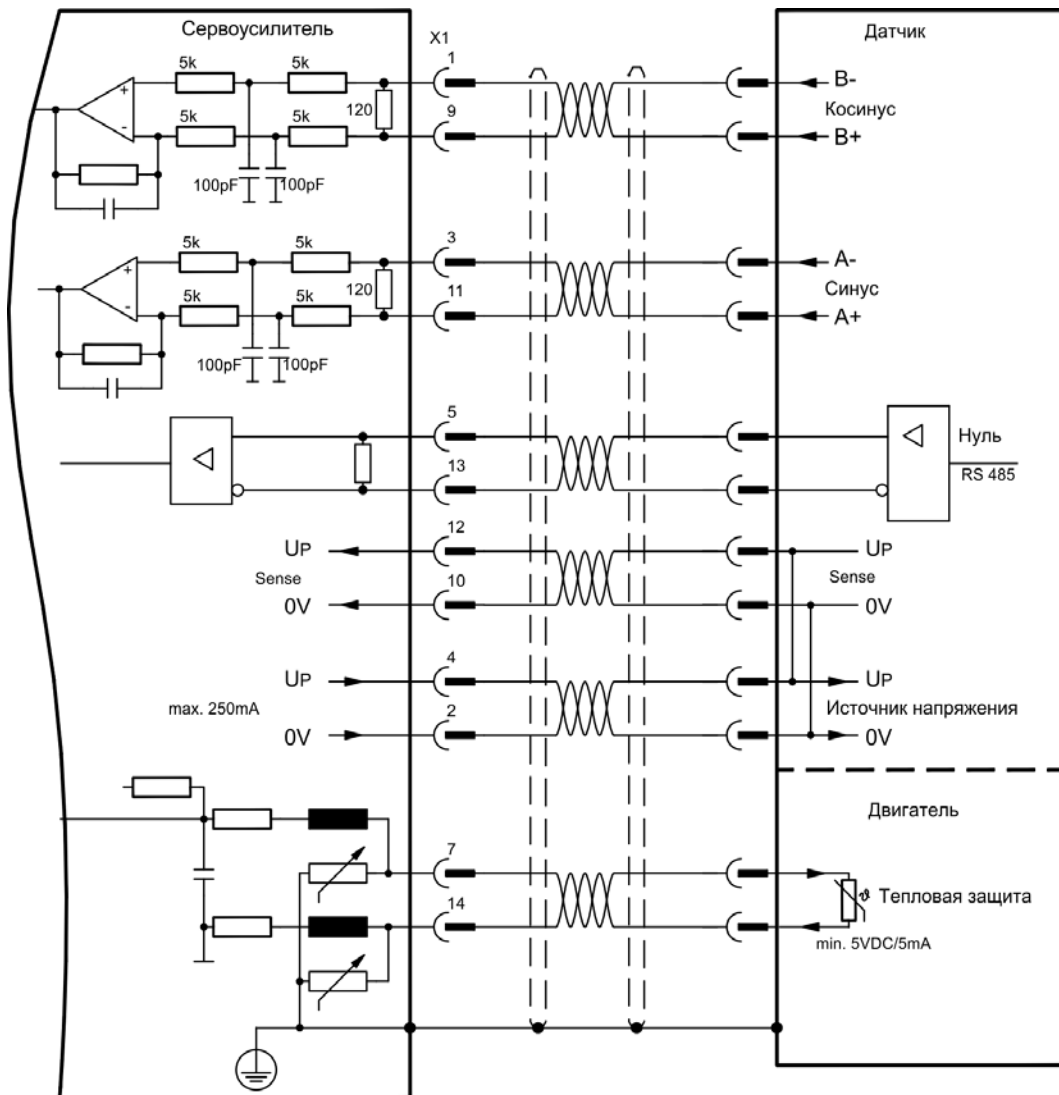 Сервоусилитель
X1
Датчик
5k 5k 1 B-
+ 120 Косинус
- 5k 5k 9 B+
100pF 100pF
5k 5k 3 A-
+ 120 Синус
- 5k 5k 11 A+
100pF 100pF
5 Нуль
13 RS 485
UP 12 UP
Sense Sense
0V 10 0V
UP 4 UP
max. 250mA 2 Источник напряжения
0V 0V
Двигатель
7
ϑ Тепловая защита
14
min. 5VDC/5mA